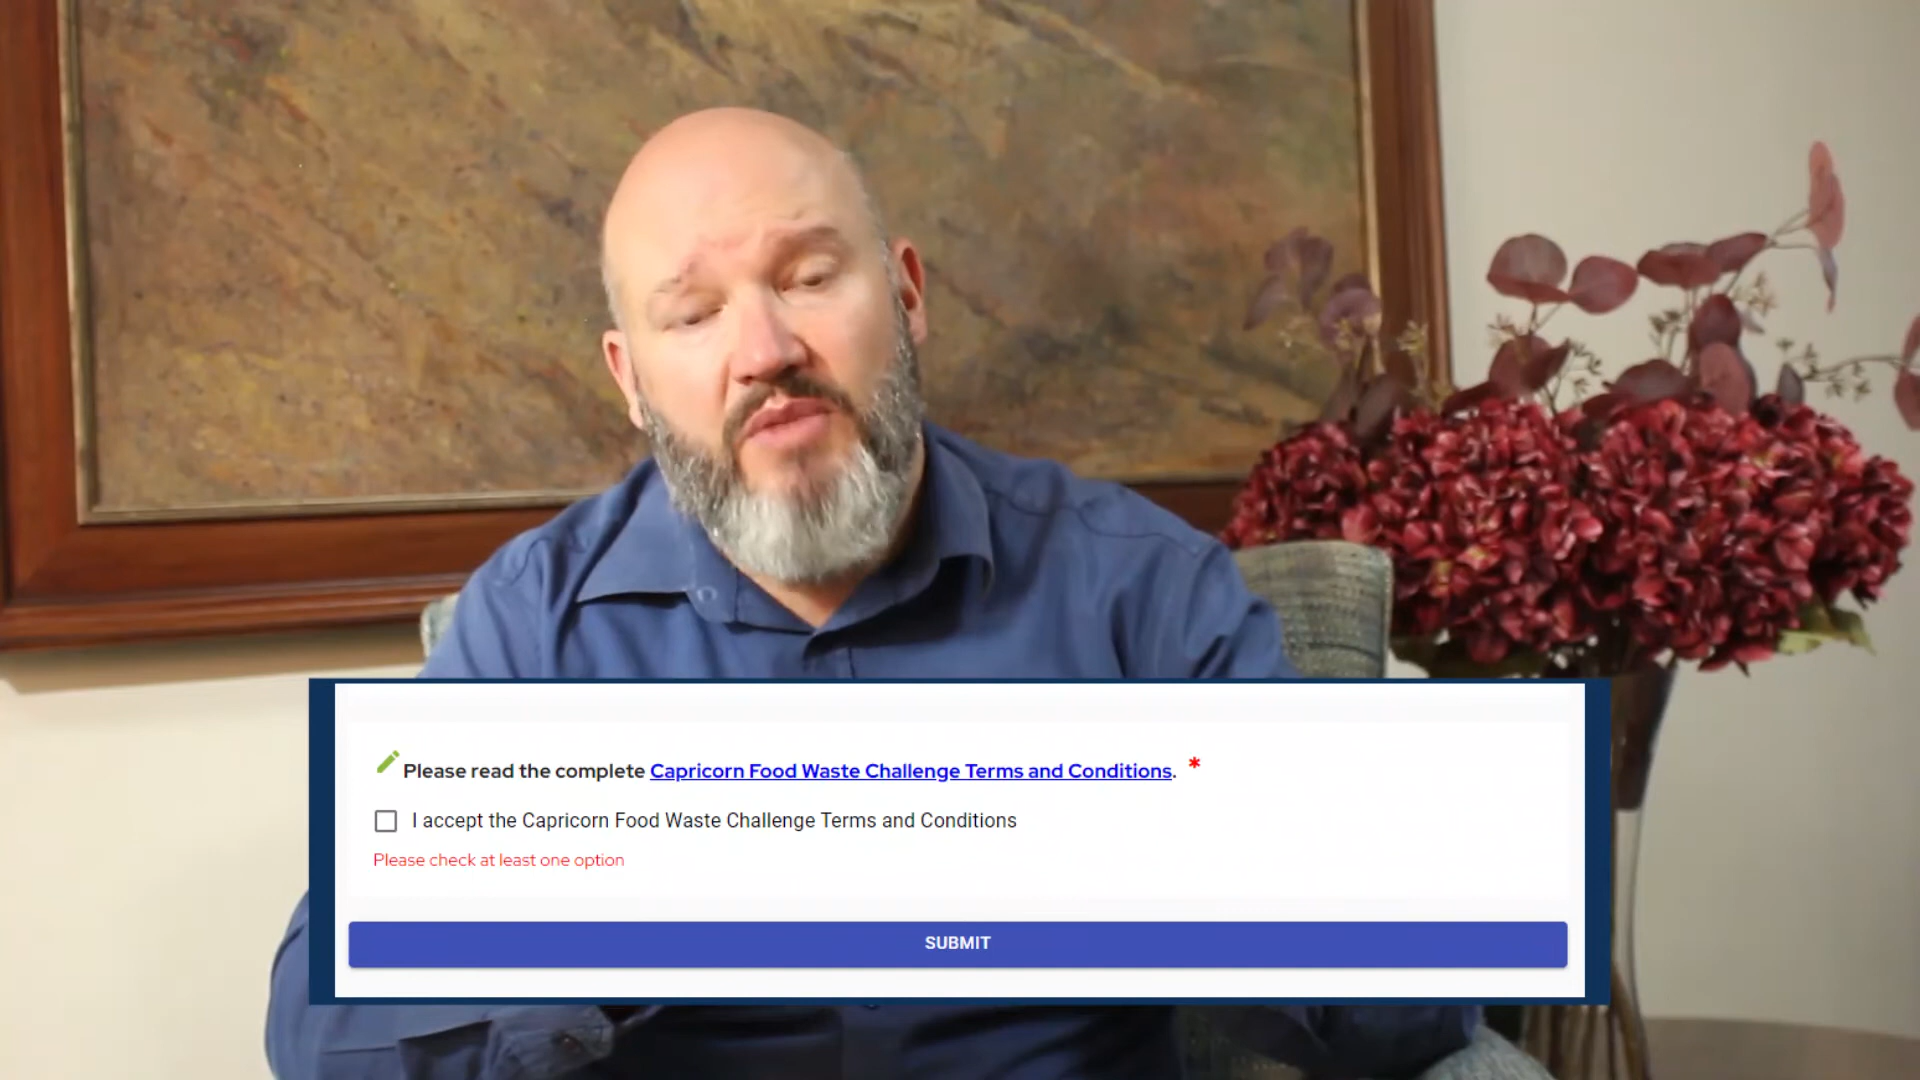 Please read the complete Capricorn Food Waste Challenge Terms and Conditions. *
I accept the Capricorn Food Waste Challenge Terms and Conditions
Please check at least one option
SUBMIT